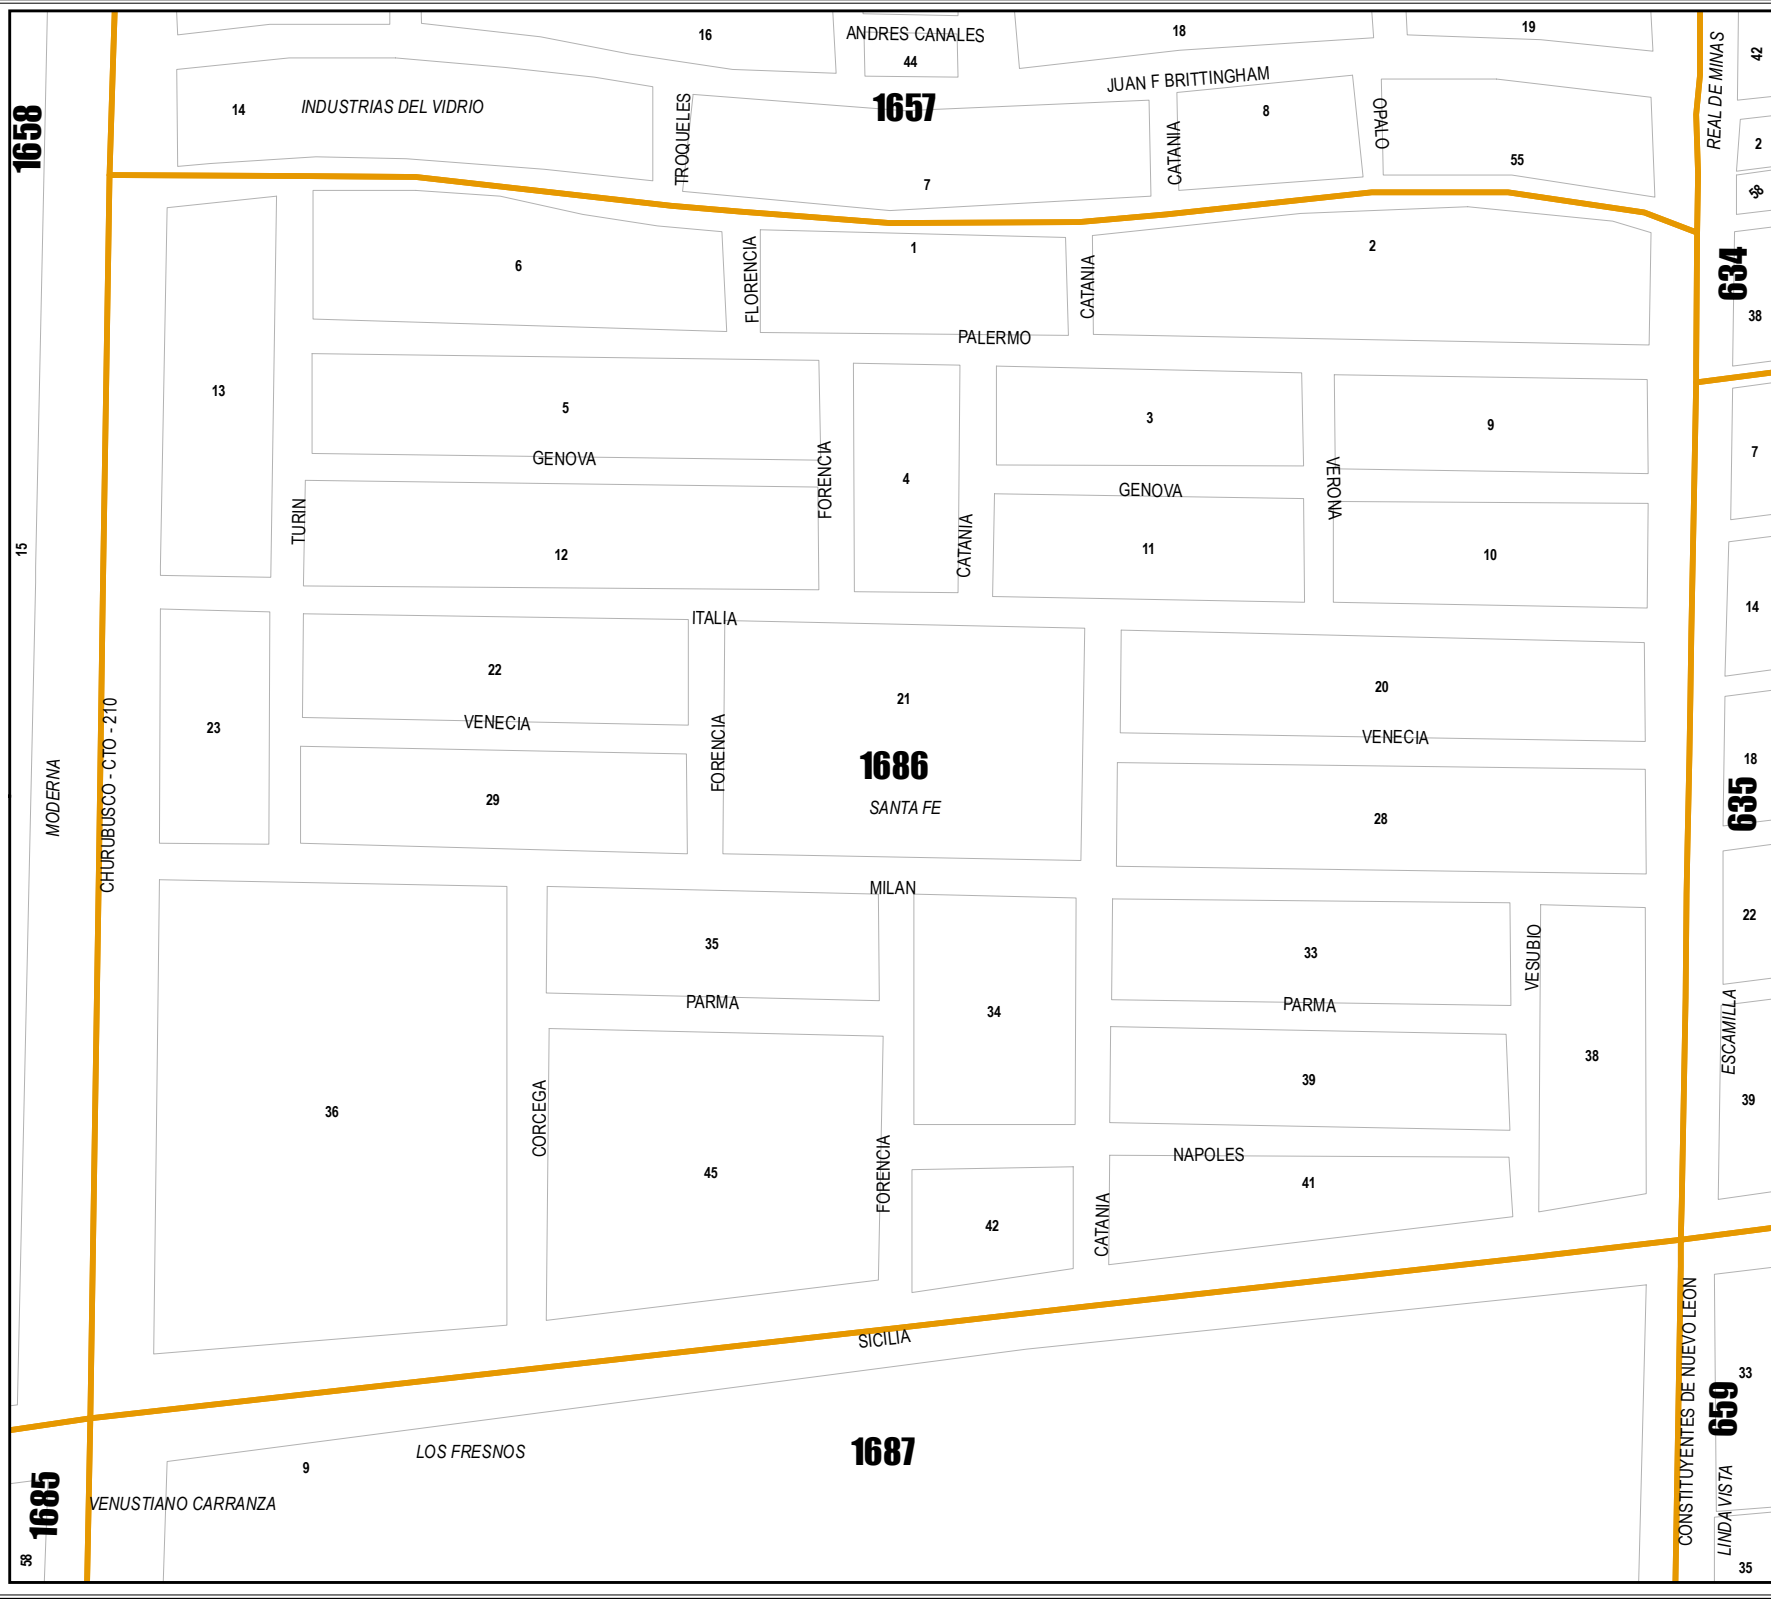 16
ANDRES CANALES
18
19
44
42
REAL DE MINAS
JUAN F BRITTINGHAM
14
INDUSTRIAS DEL VIDRIO
1657
8
OPALO
TROQUELES
CATANIA
1658
2
55
7
58
1
2
6
FLORENCIA
CATANIA
634
38
PALERMO
13
5
3
9
7
GENOVA
FORENCIA
4
GENOVA
VERONA
TURIN
CATANIA
15
12
11
10
14
ITALIA
22
21
20
23
VENECIA
FORENCIA
VENECIA
18
1686
635
MODERNA
CHURUBUSCO - CTO - 210
29
SANTA FE
28
MILAN
35
33
VESUBIO
22
PARMA
34
PARMA
ESCAMILLA
38
39
39
36
CORCEGA
45
FORENCIA
NAPOLES
41
42
CATANIA
SICILIA
CONSTITUYENTES DE NUEVO LEON
33
659
LOS FRESNOS
1687
9
1685
VENUSTIANO CARRANZA
LINDA VISTA
58
35